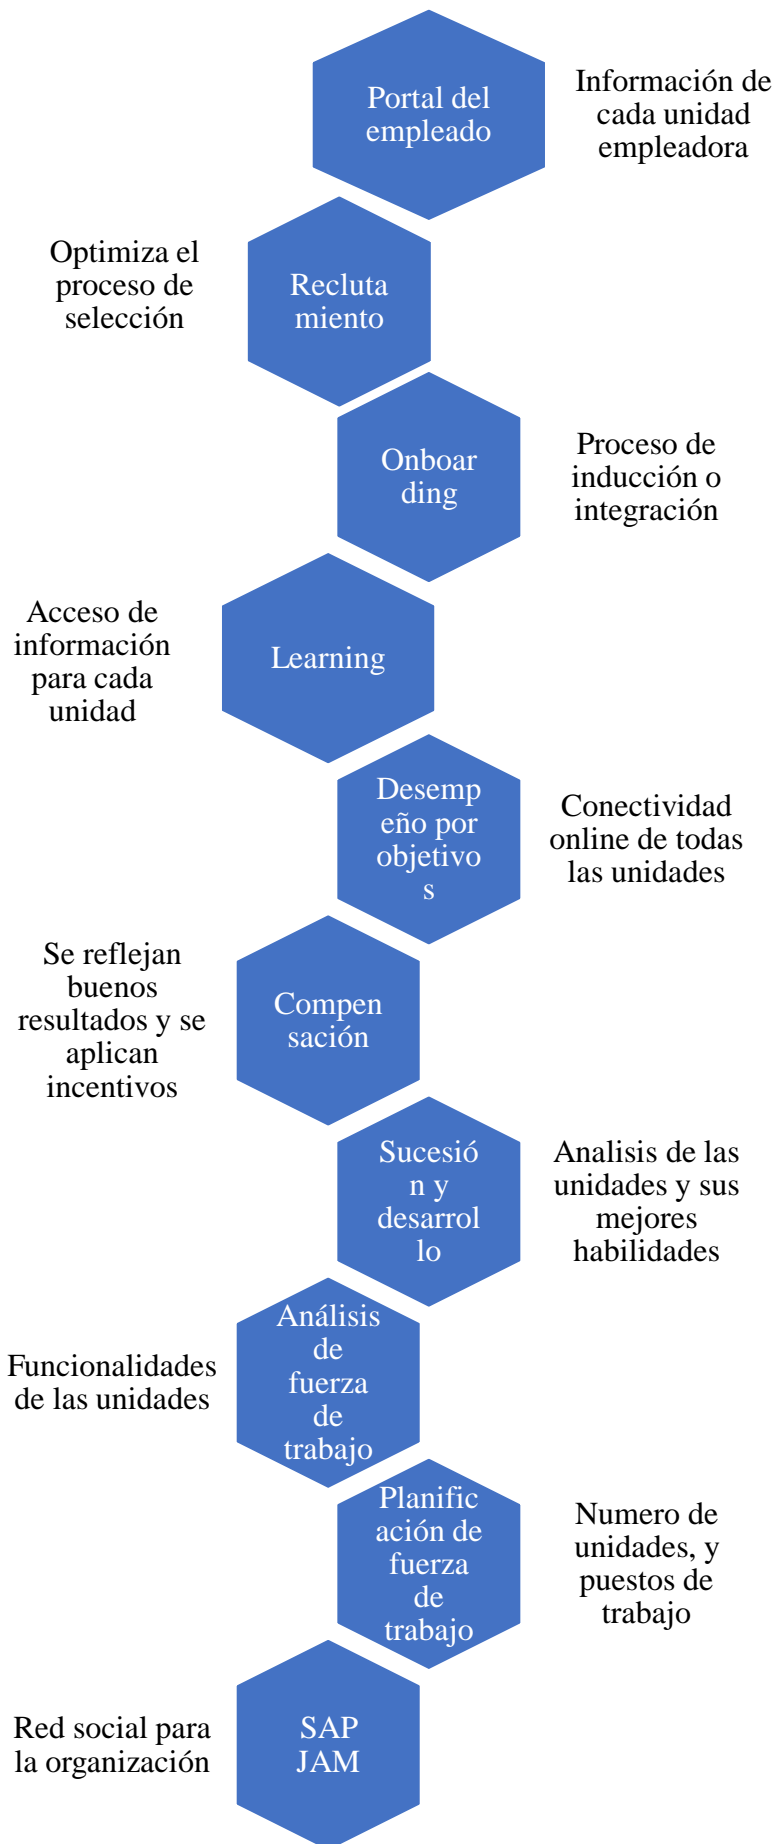 Portal del
empleado
Información de
cada unidad
empleadora
Optimiza el
proceso de
selección
Recluta
miento
Onboar
ding
Proceso de
inducción o
integración
Acceso de
información
para cada
unidad
Learning
Desemp
eño por
objetivo
s
Conectividad
online de todas
las unidades
Se reflejan
buenos
resultados y se
aplican
incentivos
Compen
sación
Sucesió
n y
desarrol
lo
Analisis de las
unidades y sus
mejores
habilidades
Funcionalidades
de las unidades
Análisis
de
fuerza
de
trabajo
Planific
ación de
fuerza
de
trabajo
Numero de
unidades, y
puestos de
trabajo
Red social para
la organización
SAP
JAM